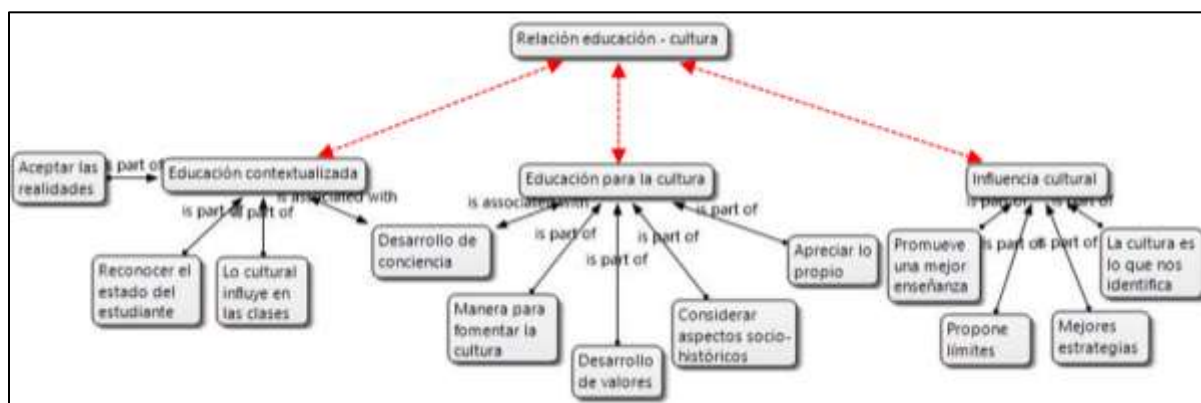 Relación educación - cultura
Aceptar las
realidades
is part of
Educación contextualizada
is part of
is part of
is associated with
Reconocer el
estado del
estudiante
Lo cultural
influye en
las clases
Desarrollo de
conciencia
Educación para la cultura
is associated with
is part of
is part of
is part of
is part of
Manera para
fomentar la
cultura
Desarrollo
de valores
Considerar
aspectos socio-
históricos
Apreciar lo
propio
Influencia cultural
is part of
is part of
is part of
is part of
Promueve
una mejor
enseñanza
Propone
límites
Mejores
estrategias
La cultura es
lo que nos
identifica